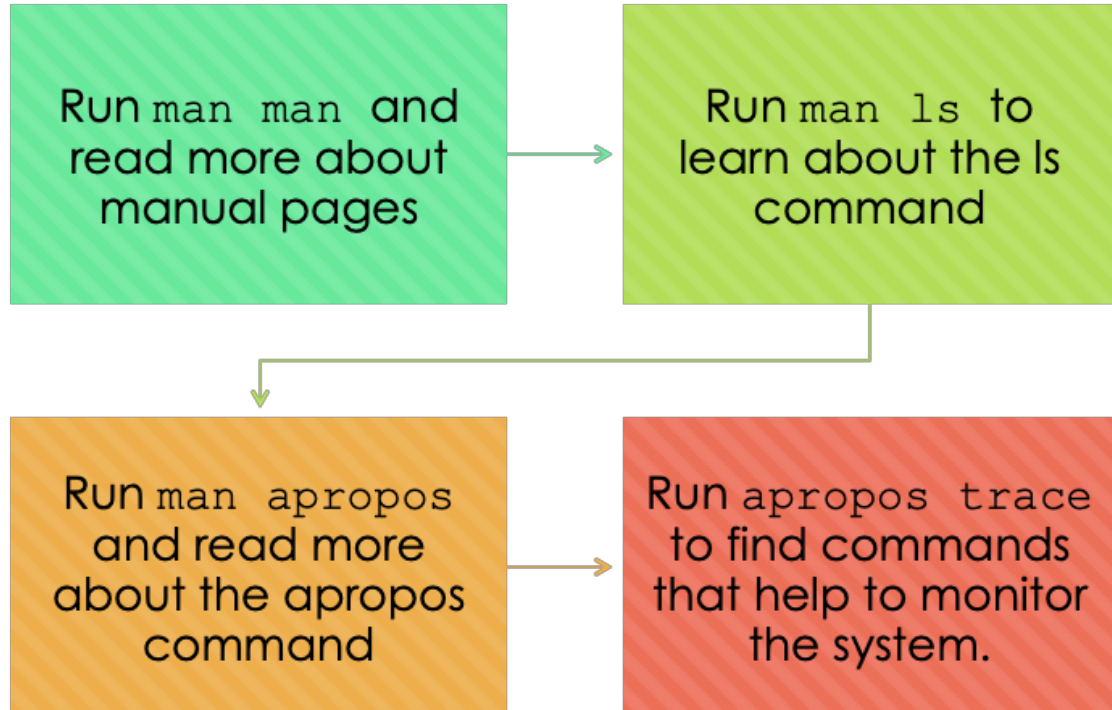 Run man man and
read more about
manual pages
Run man ls to
learn about the ls
command
Run man apropos
and read more
about the apropos
command
Run apropos trace
to find commands
that help to monitor
the system.